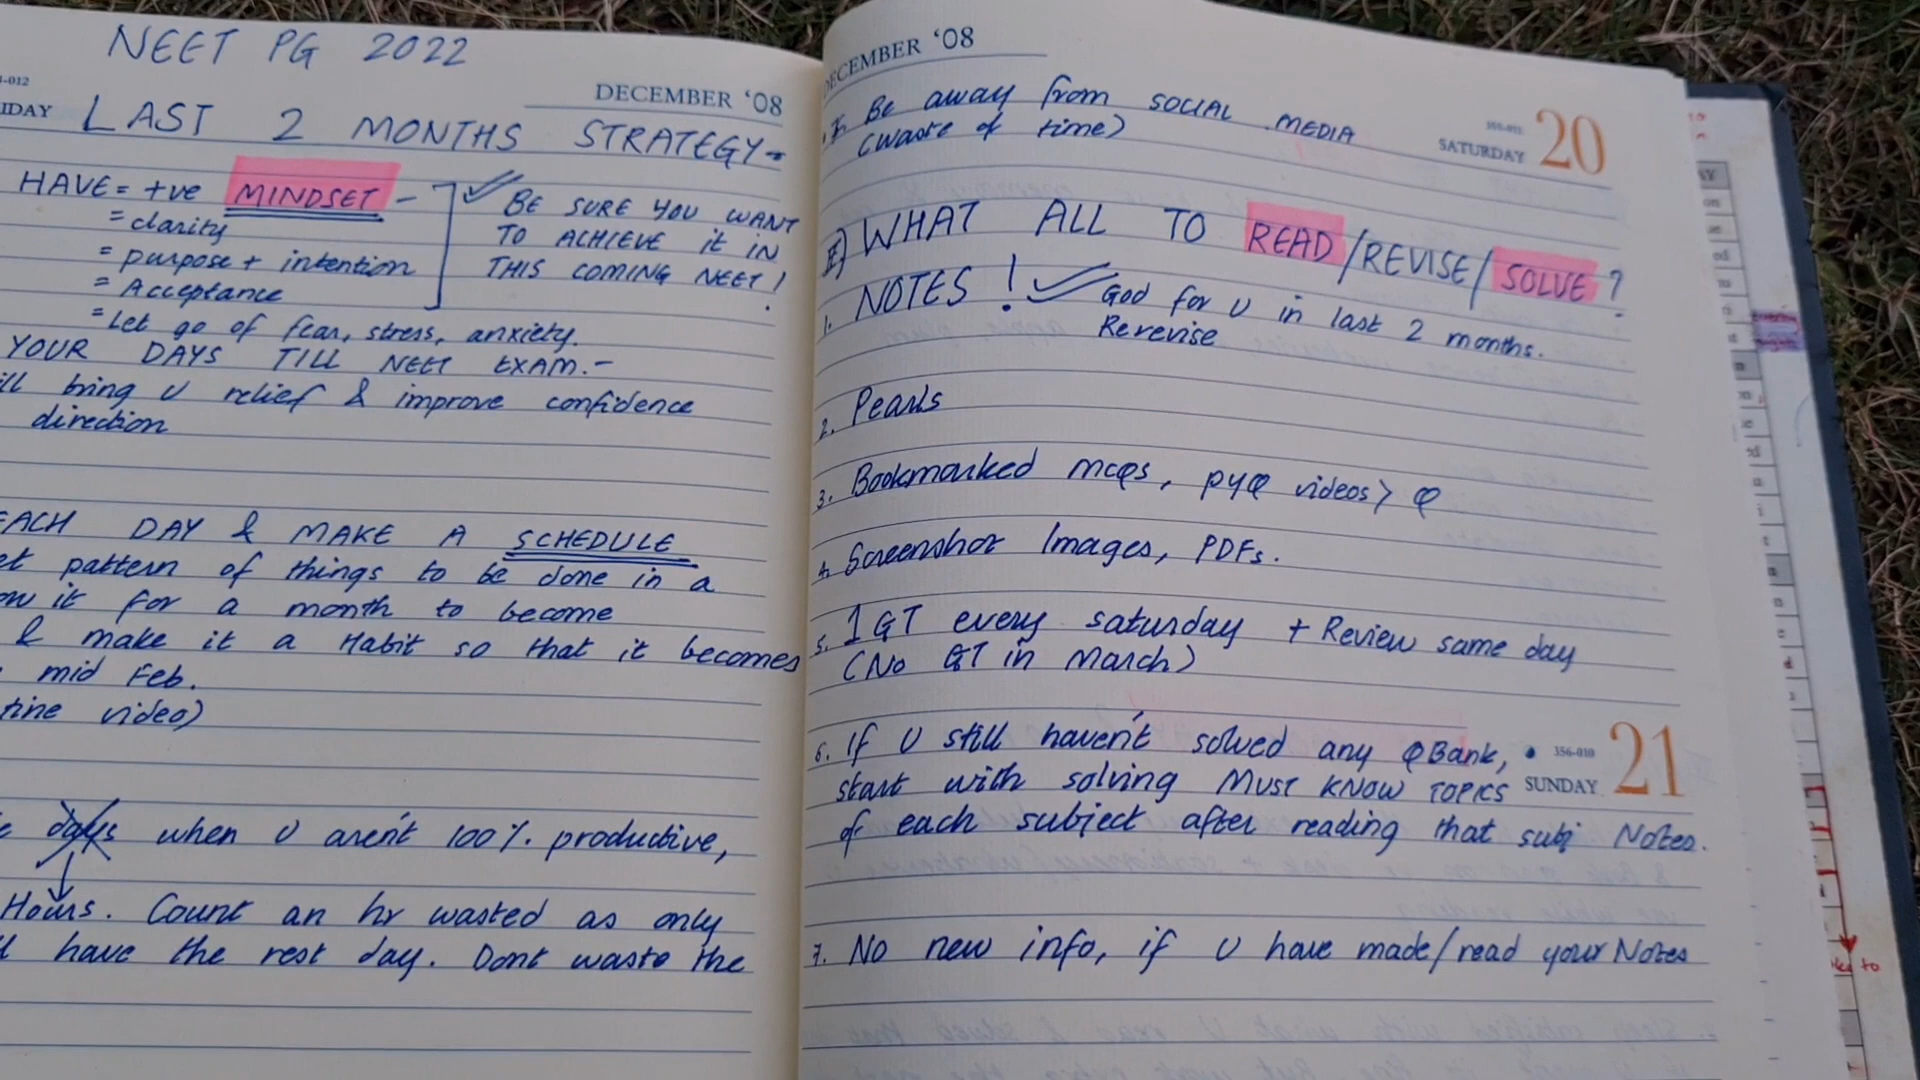 NEET PG 2022
-012
DECEMBER '08
IDAY
LAST 2 MONTHS STRATEGY-
HAVE = +ve MINDSET -
= clarity
= purpose + intention
= Acceptance
= Let go of fear, stress, anxiety.
BE SURE YOU WANT
TO ACHIEVE it IN
THIS COMING NEET!
YOUR DAYS TILL NEET EXAM.-
ill bring U relief & improve confidence
direction
EACH DAY & MAKE A SCHEDULE
et pattern of things to be done in a
ow it for a month to become
& make it a Habit so that it becomes
mid Feb.
tine video)
days when U aren't 100%. productive,
Hours. Count an hr wasted as only
have the rest day. Dont waste the
DECEMBER '08
Be away from SOCIAL MEDIA
(waste of time)
SATURDAY 20
II) WHAT ALL TO READ/REVISE/SOLVE?
1. NOTES! God for U in last 2 months.
Rerevise
2. Pearls
3. Bookmarked mcqs, pyq videos> Q
4. Screenshot Images, PDFs.
5. 1 GT every saturday + Review same day
(No GT in March)
6. If U still haven't solved any QBank,
start with solving MUST KNOW TOPICS
of each subject after reading that subj Notes.
356-010
SUNDAY 21
7. No new info, if U have made/read your Notes